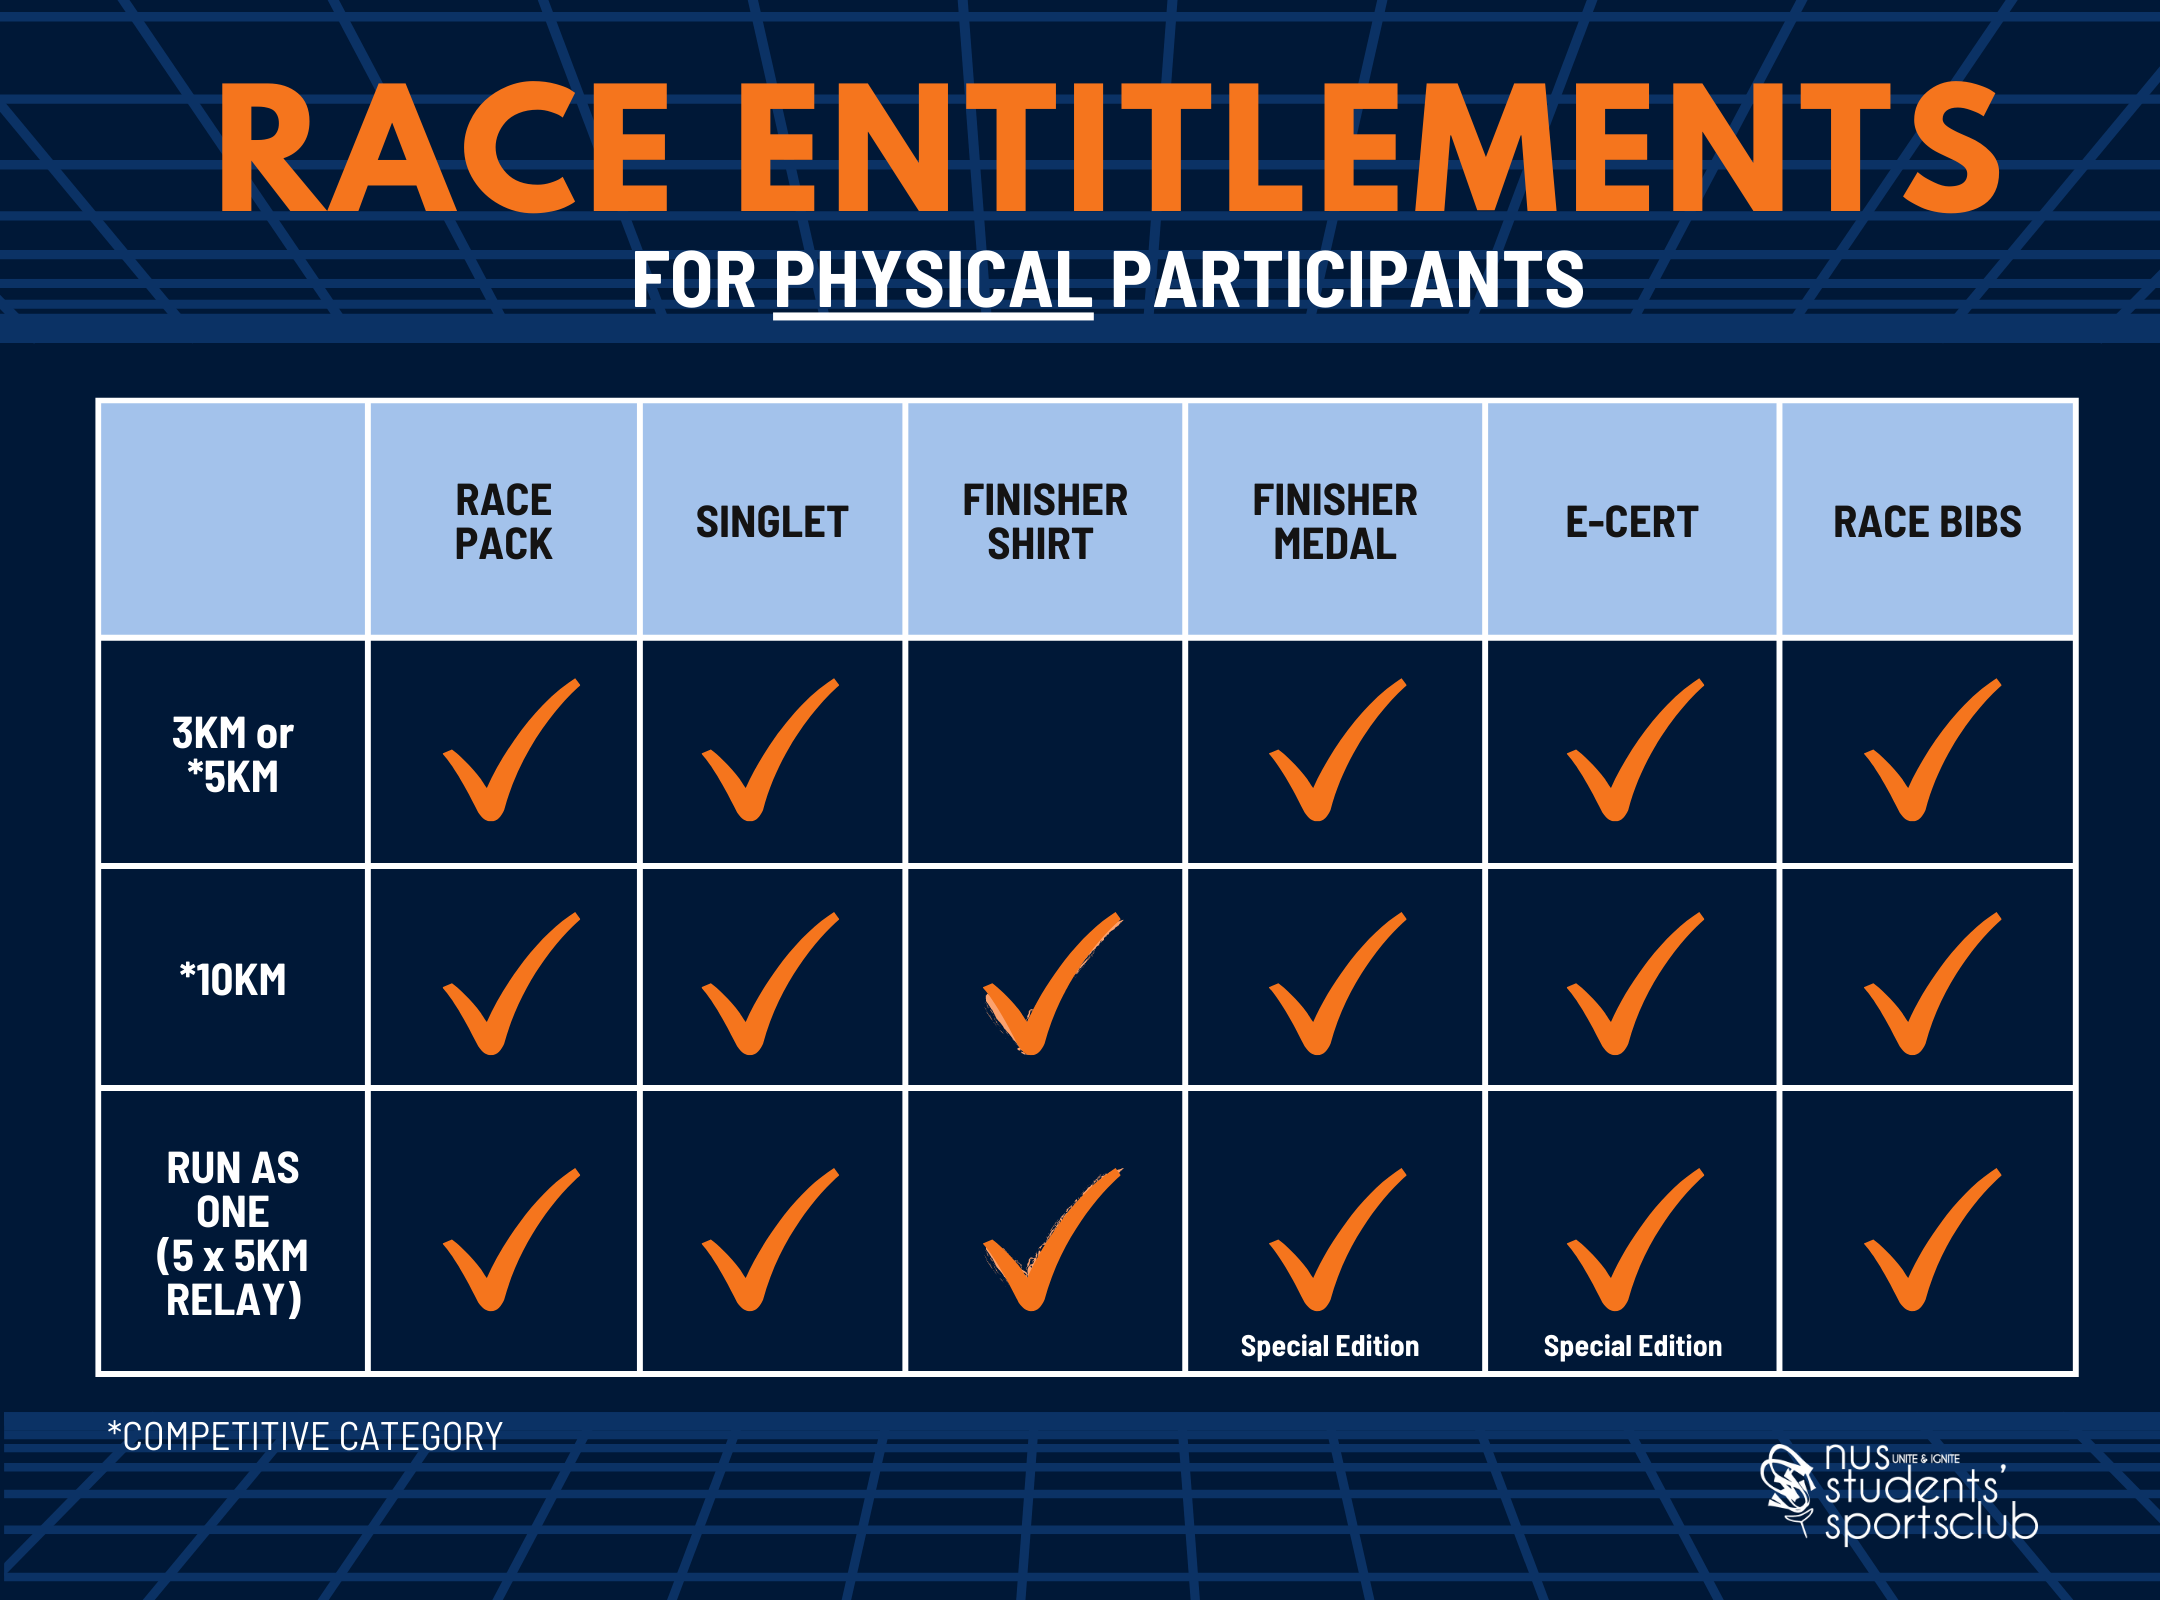 RACE ENTITLEMENTS
FOR PHYSICAL PARTICIPANTS
RACE
PACK
SINGLET
FINISHER
SHIRT
FINISHER
MEDAL
E-CERT
RACE BIBS
3KM or
*5KM
*10KM
RUN AS
ONE
(5 x 5KM
RELAY)
Special Edition
Special Edition
*COMPETITIVE CATEGORY
nus UNITE & IGNITE
students'
sportsclub